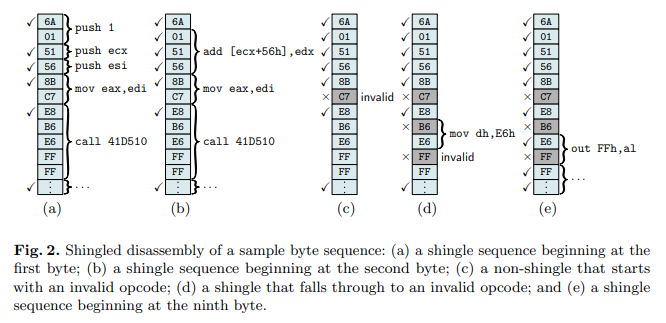 ✓ 6A
01
push 1
✓ 51 push ecx
✓ 56 push esi
✓ 8B
C7
mov eax,edi
✓ E8
B6
E6
FF
FF
call 41D510
✓ ⋮ ...
(a)
✓ 6A
✓ 01
✓ 51
✓ 56
add [ecx+56h],edx
✓ 8B
C7
mov eax,edi
✓ E8
B6
E6
FF
FF
call 41D510
✓ ⋮ ...
(b)
✓ 6A
✓ 01
✓ 51
✓ 56
✓ 8B
× C7 invalid
✓ E8
B6
E6
FF
FF
✓ ⋮
(c)
✓ 6A
✓ 01
✓ 51
✓ 56
✓ 8B
× C7
✓ E8
× B6
E6
mov dh,E6h
× FF invalid
FF
✓ ⋮
(d)
✓ 6A
✓ 01
✓ 51
✓ 56
✓ 8B
× C7
✓ E8
× B6
✓ E6
× FF
out FFh,al
✓ FF
✓ ⋮
...
(e)
Fig. 2. Shingled disassembly of a sample byte sequence: (a) a shingle sequence beginning at the
first byte; (b) a shingle sequence beginning at the second byte; (c) a non-shingle that starts
with an invalid opcode; (d) a shingle that falls through to an invalid opcode; and (e) a shingle
sequence beginning at the ninth byte.